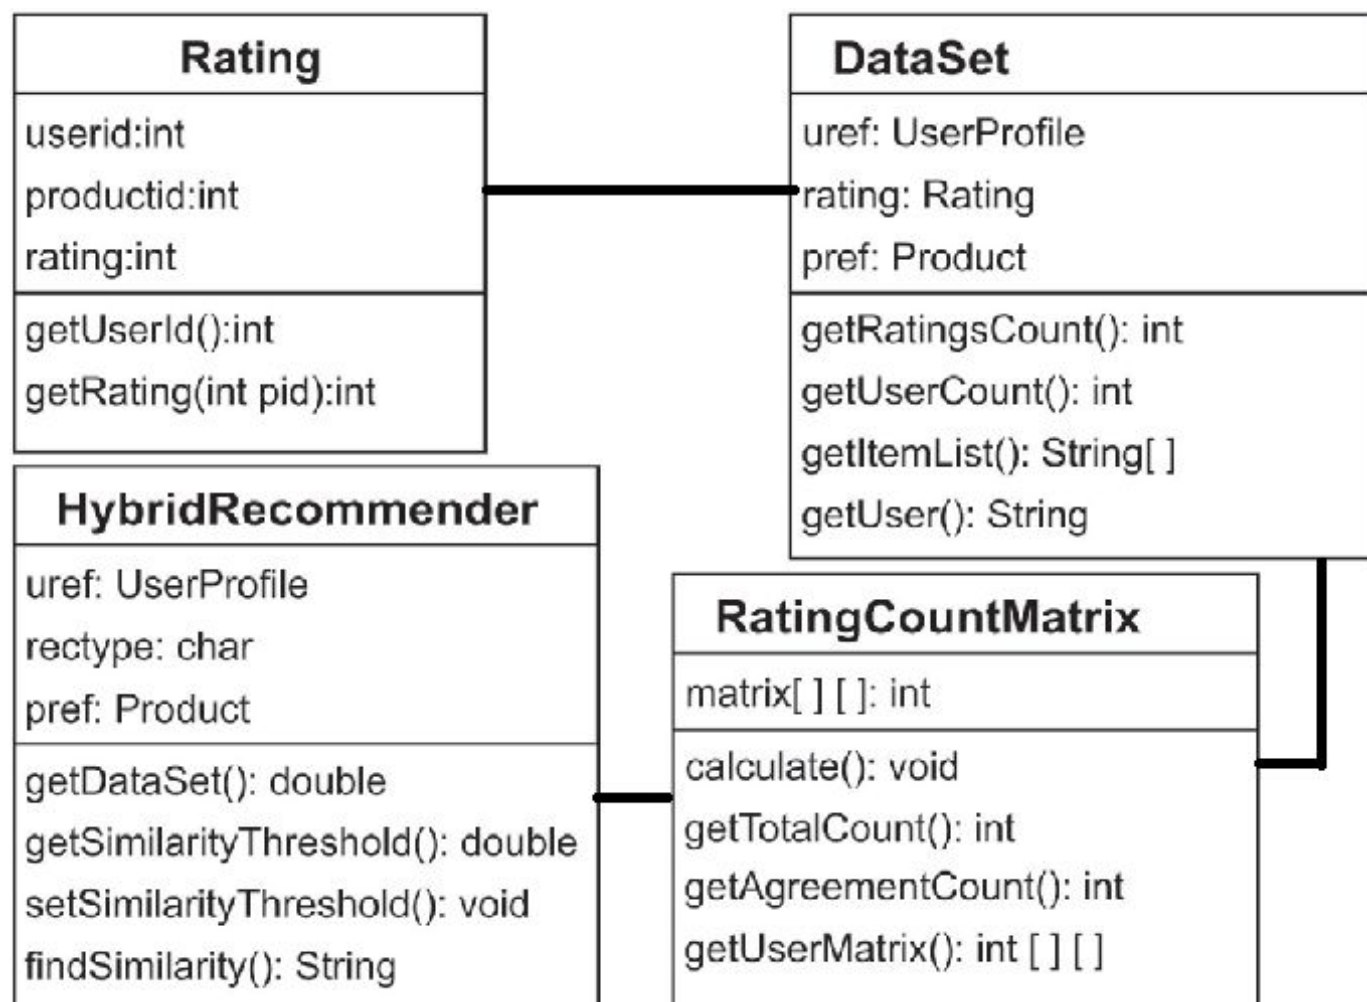 Rating
userid:int
productid:int
rating:int
getUserId():int
getRating(int pid):int
DataSet
uref: UserProfile
rating: Rating
pref: Product
getRatingsCount(): int
getUserCount(): int
getItemList(): String[ ]
getUser(): String
HybridRecommender
uref: UserProfile
rectype: char
pref: Product
getDataSet(): double
getSimilarityThreshold(): double
setSimilarityThreshold(): void
findSimilarity(): String
RatingCountMatrix
matrix[ ] [ ]: int
calculate(): void
getTotalCount(): int
getAgreementCount(): int
getUserMatrix(): int [ ] [ ]